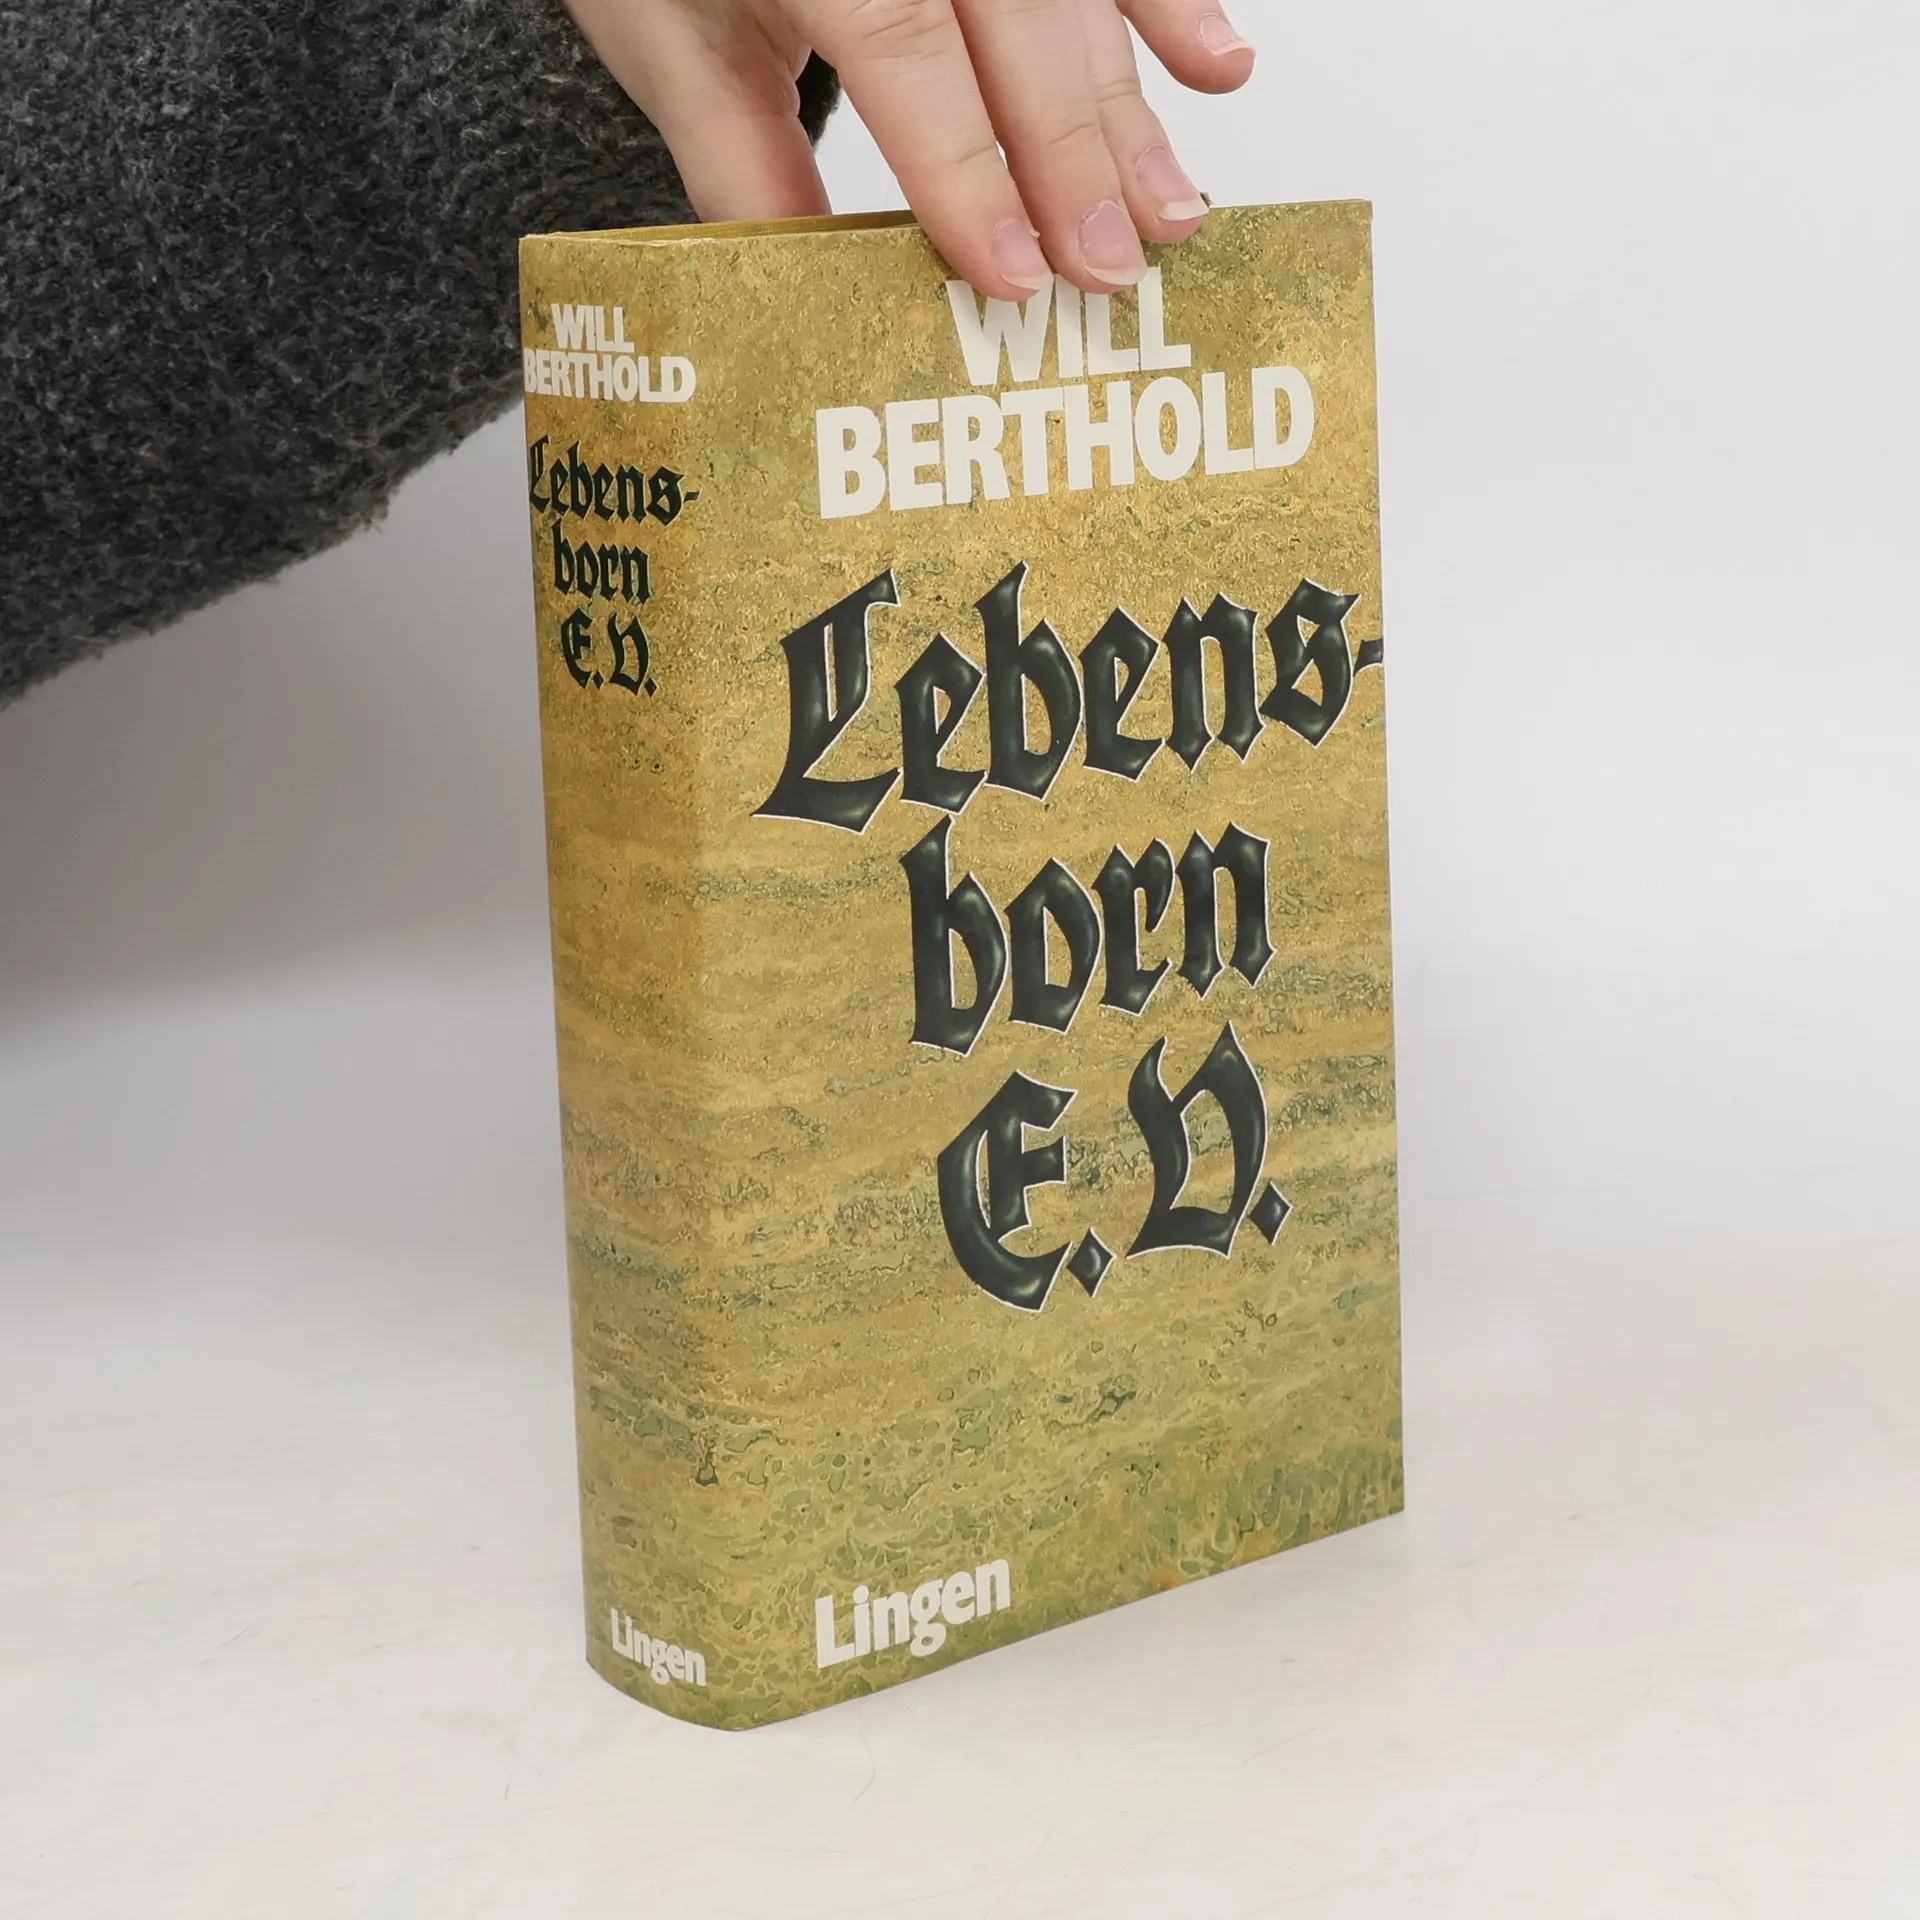 WILL
BERTHOLD
Lebens-
born
E.V.
Lingen
WILL
BERTHOLD
Lebens-
born
E.V.
Lingen